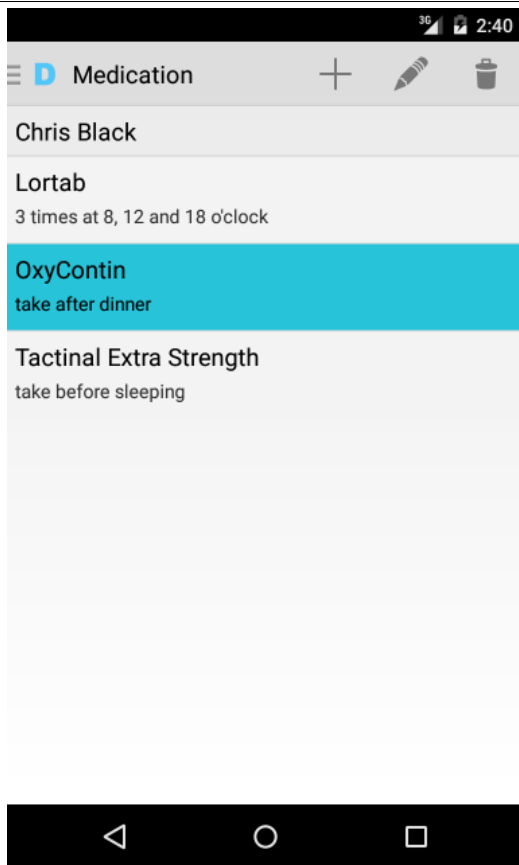 3G 2:40
D Medication
Chris Black
Lortab
3 times at 8, 12 and 18 o'clock
OxyContin
take after dinner
Tactinal Extra Strength
take before sleeping